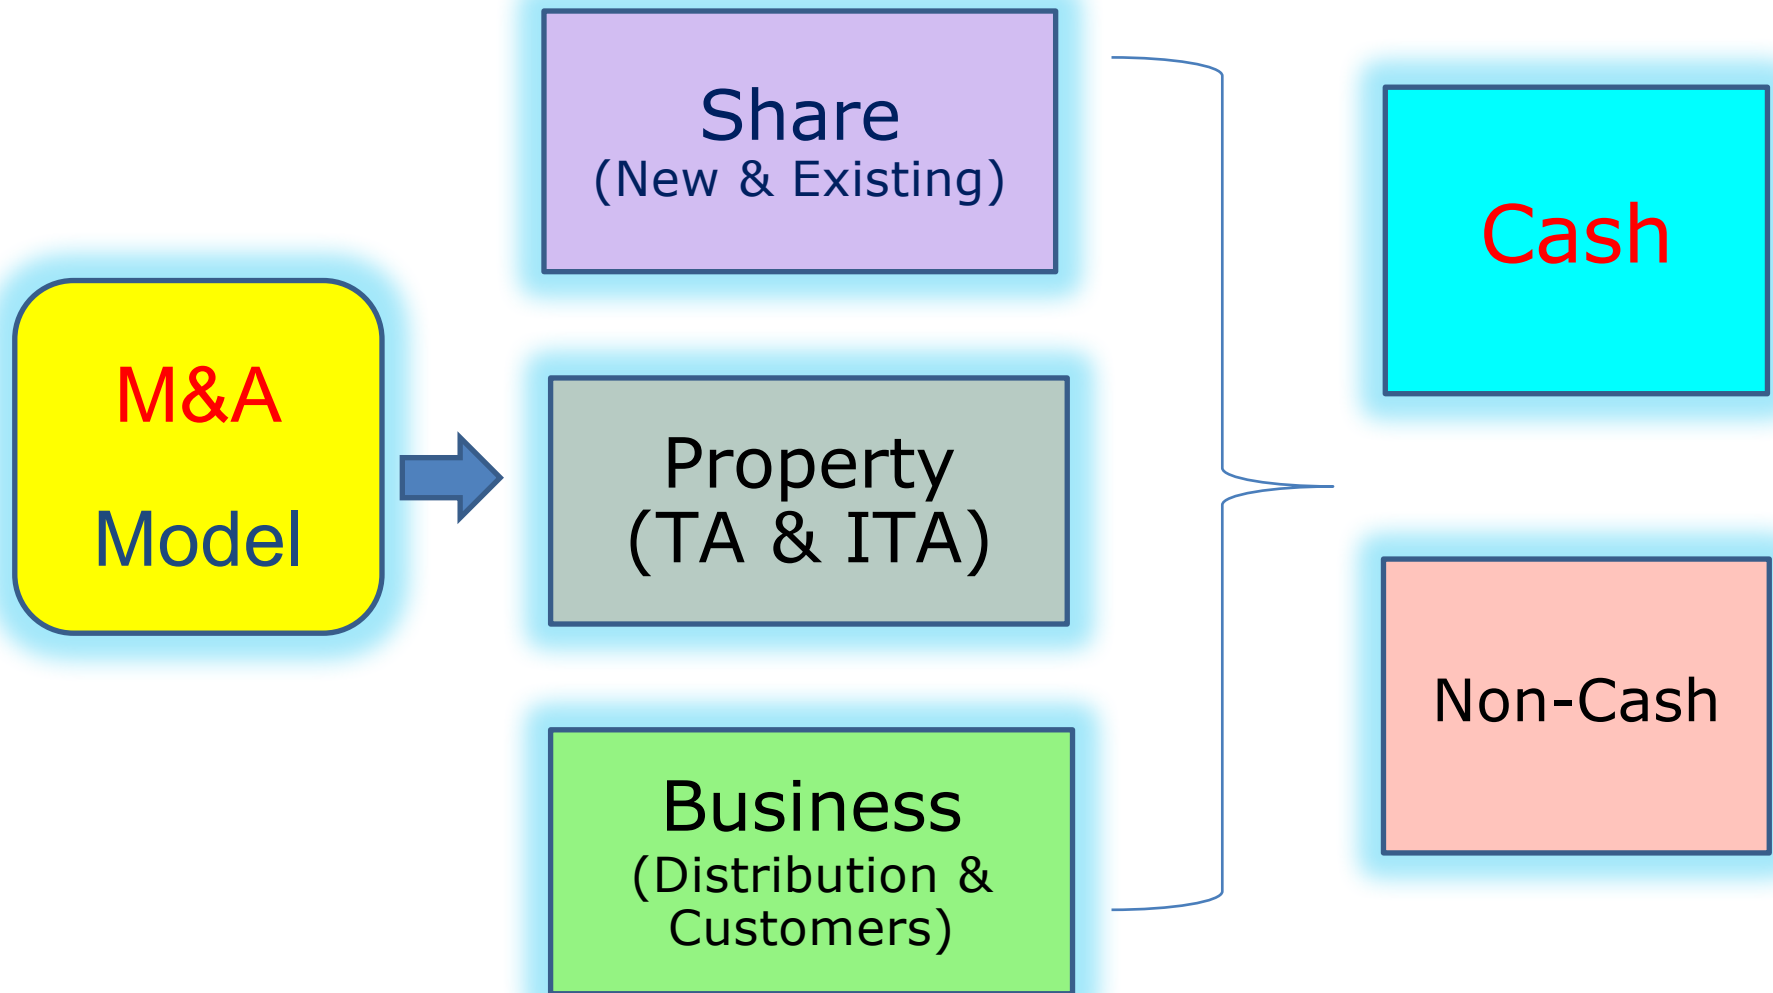 M&A
Model
Share
(New & Existing)
Property
(TA & ITA)
Business
(Distribution &
Customers)
Cash
Non-Cash